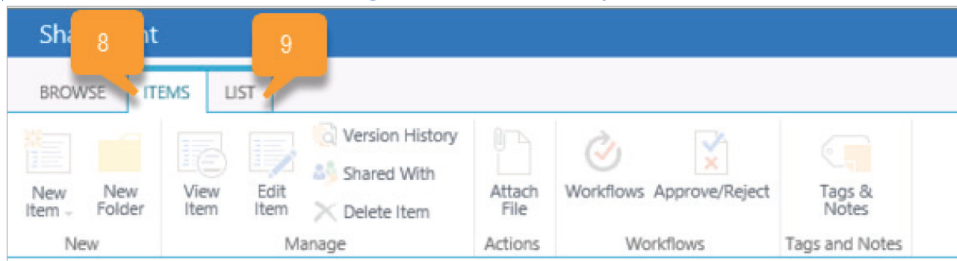 8
9
BROWSE ITEMS LIST
Version History
Shared With
Delete Item
New Item
New Folder
View Item
Edit Item
Attach File
Workflows
Approve/Reject
Tags & Notes
New
Manage
Actions
Workflows
Tags and Notes